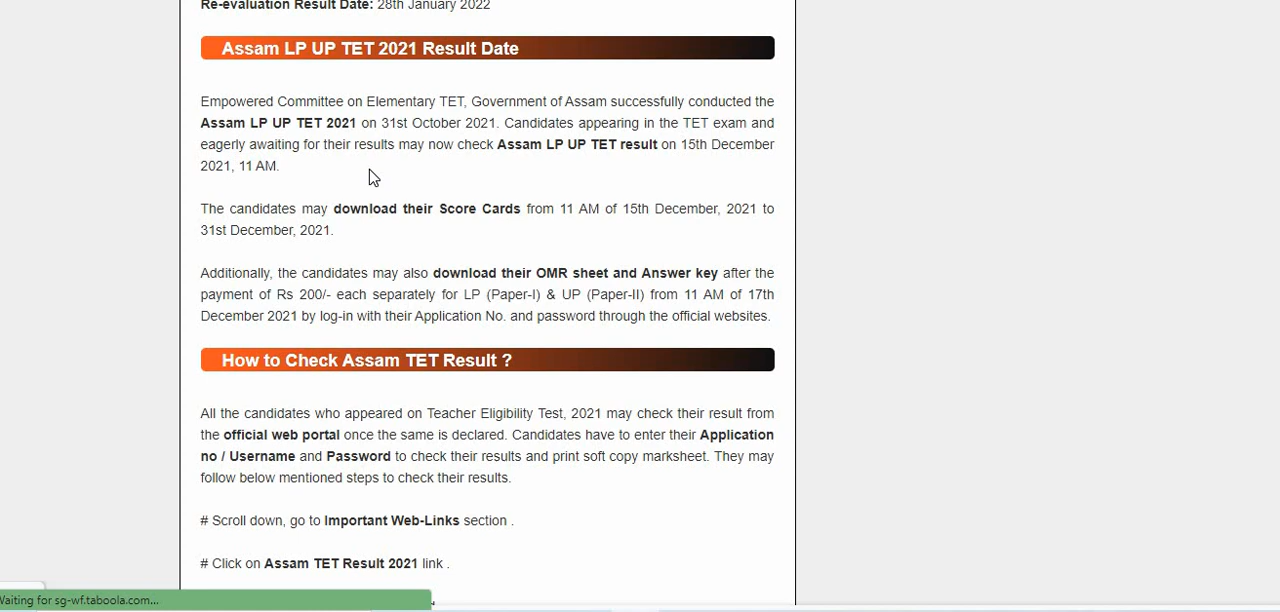 Re-evaluation Result Date: 28th January 2022
Assam LP UP TET 2021 Result Date
Empowered Committee on Elementary TET, Government of Assam successfully conducted the
Assam LP UP TET 2021 on 31st October 2021. Candidates appearing in the TET exam and
eagerly awaiting for their results may now check Assam LP UP TET result on 15th December
2021, 11 AM.
The candidates may download their Score Cards from 11 AM of 15th December, 2021 to
31st December, 2021.
Additionally, the candidates may also download their OMR sheet and Answer key after the
payment of Rs 200/- each separately for LP (Paper-I) & UP (Paper-II) from 11 AM of 17th
December 2021 by log-in with their Application No. and password through the official websites.
How to Check Assam TET Result ?
All the candidates who appeared on Teacher Eligibility Test, 2021 may check their result from
the official web portal once the same is declared. Candidates have to enter their Application
no / Username and Password to check their results and print soft copy marksheet. They may
follow below mentioned steps to check their results.
# Scroll down, go to Important Web-Links section .
# Click on Assam TET Result 2021 link .
Waiting for sg-wf.taboola.com...